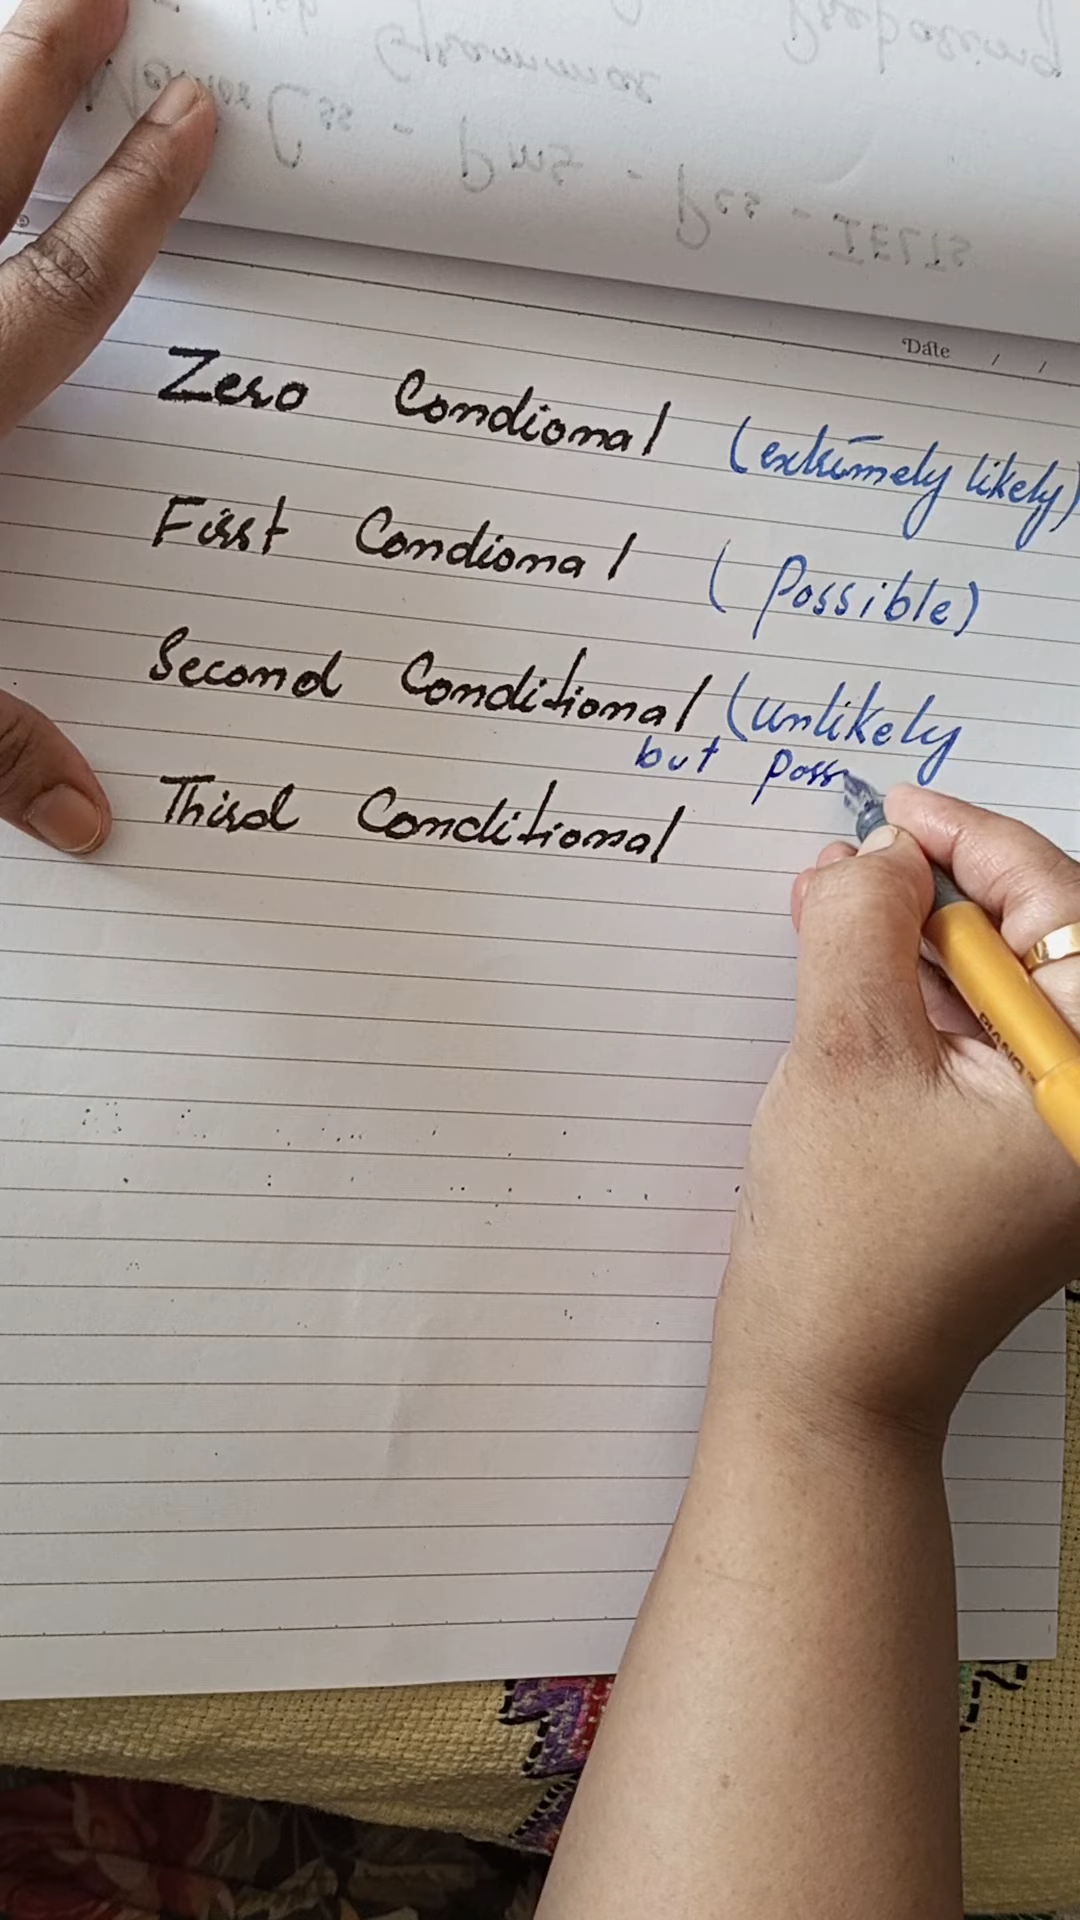 Date / /
Zero Condional (extremely likely)
First Condional (Possible)
Second Conditional (unlikely
but poss
Third Conditional